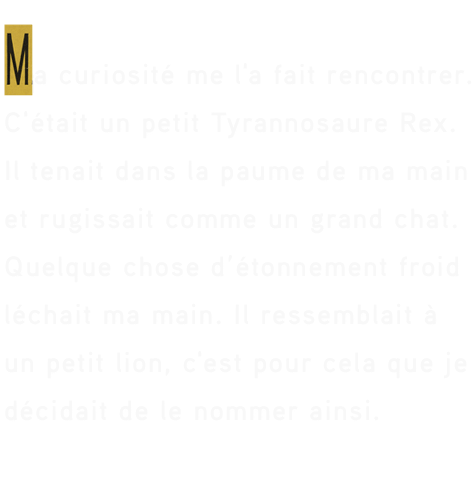 Ma curiosité me l'a fait rencontrer.
C'était un petit Tyrannosaure Rex.
Il tenait dans la paume de ma main
et rugissait comme un grand chat.
Quelque chose d'étonnement froid
léchait ma main. Il ressemblait à
un petit lion, c'est pour cela que je
décidait de le nommer ainsi.